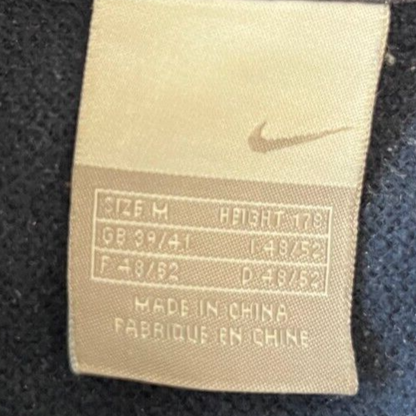 SIZE M HEIGHT 178
GB 39/41 I 48/52
F 48/52 D 48/52
MADE IN CHINA
FABRIQUE EN CHINE